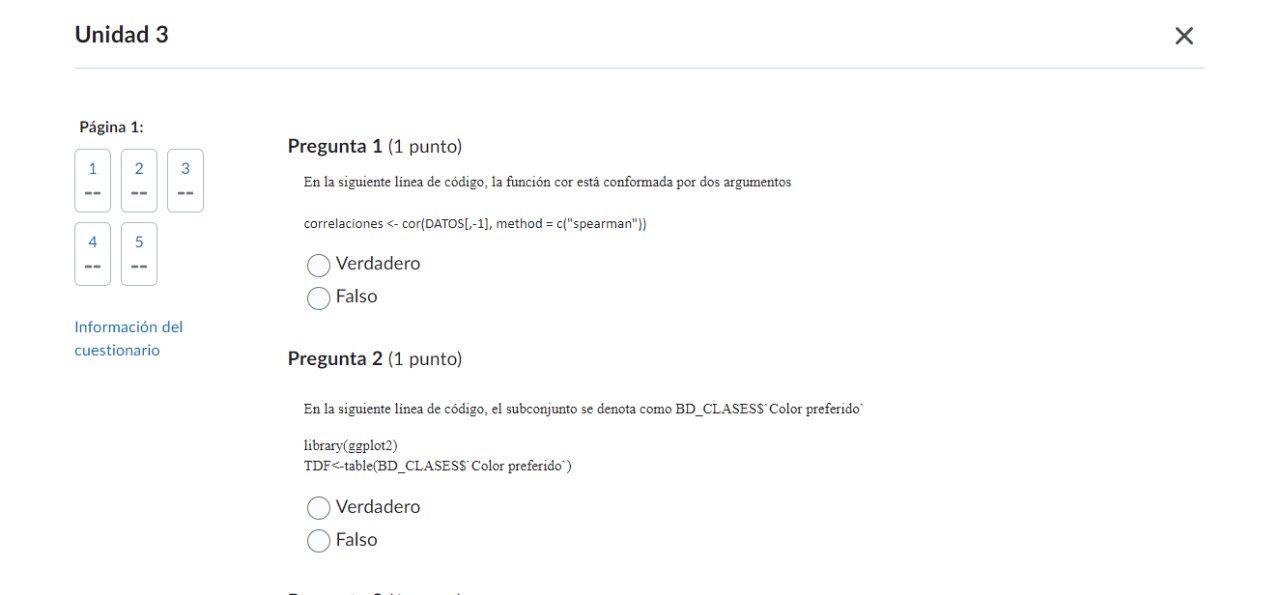 Unidad 3
Página 1:
1
--
2
--
3
--
4
--
5
--
Información del
cuestionario
Pregunta 1 (1 punto)
En la siguiente línea de código, la función cor está conformada por dos argumentos
correlaciones <- cor(DATOS[,-1], method = c("spearman"))
Verdadero
Falso
Pregunta 2 (1 punto)
En la siguiente línea de código, el subconjunto se denota como BD_CLASES$`Color preferido`
library(ggplot2)
TDF<-table(BD_CLASES$`Color preferido`)
Verdadero
Falso